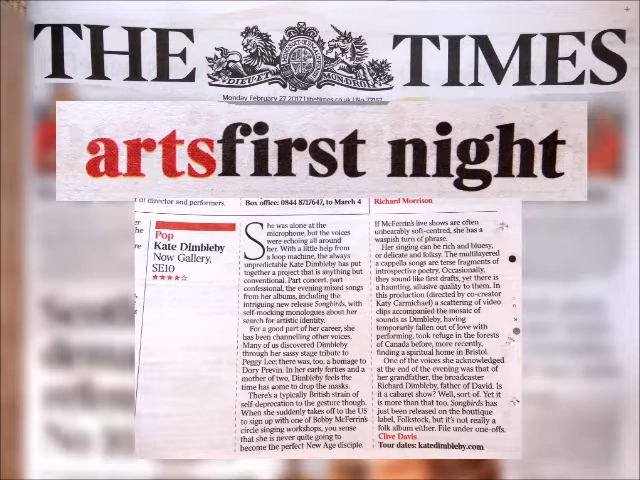 THE TIMES
DIEU ET MON DROIT
Monday February 27 2017 | thetimes.co.uk | No
artsfirst night
of director and performers.
Box office: 0844 8717647, to March 4
Richard Morrison
Pop
Kate Dimbleby
Now Gallery,
SE10
★★★★☆
She was alone at the
microphone, but the voices
were echoing all around
her. With a little help from
a loop machine, the always
unpredictable Kate Dimbleby has put
together a project that is anything but
conventional. Part concert, part
confessional, the evening mixed songs
from her albums, including the
intriguing new release Songbirds, with
self-mocking monologues about her
search for artistic identity.
For a good part of her career, she
has been channelling other voices.
Many of us discovered Dimbleby
through her sassy stage tribute to
Peggy Lee; there was, too, a homage to
Dory Previn. In her early forties and a
mother of two, Dimbleby feels the
time has come to drop the masks.
There's a typically British strain of
self-deprecation to the gesture though.
When she suddenly takes off to the US
to sign up with one of Bobby McFerrin's
circle singing workshops, you sense
that she is never quite going to
become the perfect New Age disciple.
If McFerrin's live shows are often
unbearably soft-centred, she has a
waspish turn of phrase.
Her singing can be rich and bluesy,
or delicate and folksy. The multilayered
a cappella songs are terse fragments of
introspective poetry. Occasionally,
they sound like first drafts, yet there is
a haunting, allusive quality to them. In
this production (directed by co-creator
Katy Carmichael) a scattering of video
clips accompanied the mosaic of
sounds as Dimbleby, having
temporarily fallen out of love with
performing, took refuge in the forests
of Canada before, more recently,
finding a spiritual home in Bristol.
One of the voices she acknowledged
at the end of the evening was that of
her grandfather, the broadcaster
Richard Dimbleby, father of David. Is
it a cabaret show? Well, sort of. Yet it
is more than that too. Songbirds has
just been released on the boutique
label, Folkstock, but it's not really a
folk album either. File under one-offs.
Clive Davis
Tour dates: katedimbleby.com